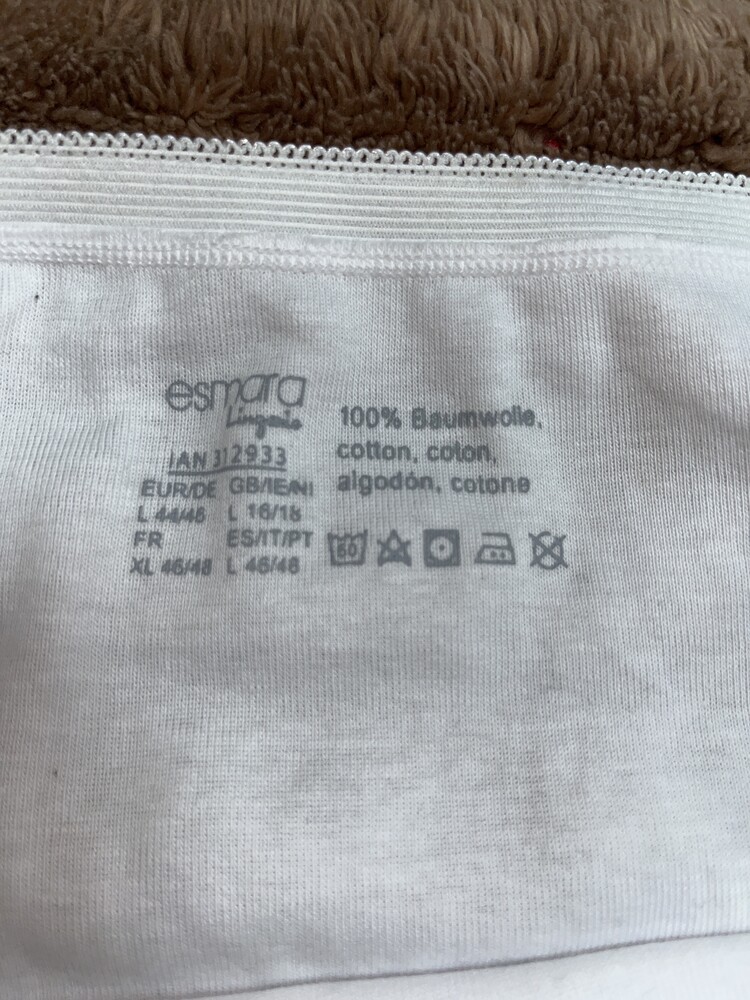 esmara
Lingerie
IAN 312933
EUR/DE GB/IE/NI
L 44/46 L 16/18
FR ES/IT/PT
XL 46/48 L 46/48
100% Baumwolle,
cotton, coton,
algodón, cotone
60